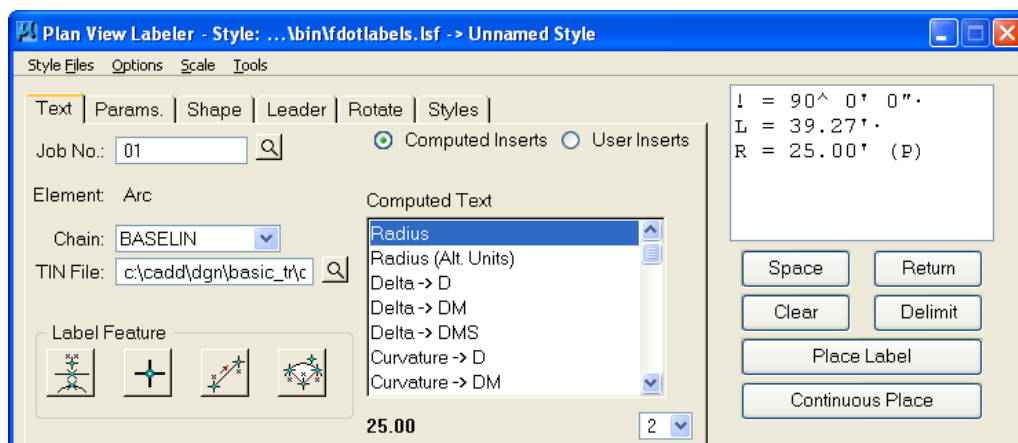 Plan View Labeler - Style: ...\bin\fdotlabels.lsf -> Unnamed Style
Style Files Options Scale Tools
Text Params. Shape Leader Rotate Styles
Job No.: 01
Computed Inserts User Inserts
Element: Arc
Chain: BASELIN
TIN File: c:\cadd\dgn\basic_tr\c
Label Feature
Computed Text
Radius
Radius (Alt. Units)
Delta -> D
Delta -> DM
Delta -> DMS
Curvature -> D
Curvature -> DM
25.00 2
! = 90^ 0' 0"·
L = 39.27'·
R = 25.00' (P)
Space Return
Clear Delimit
Place Label
Continuous Place